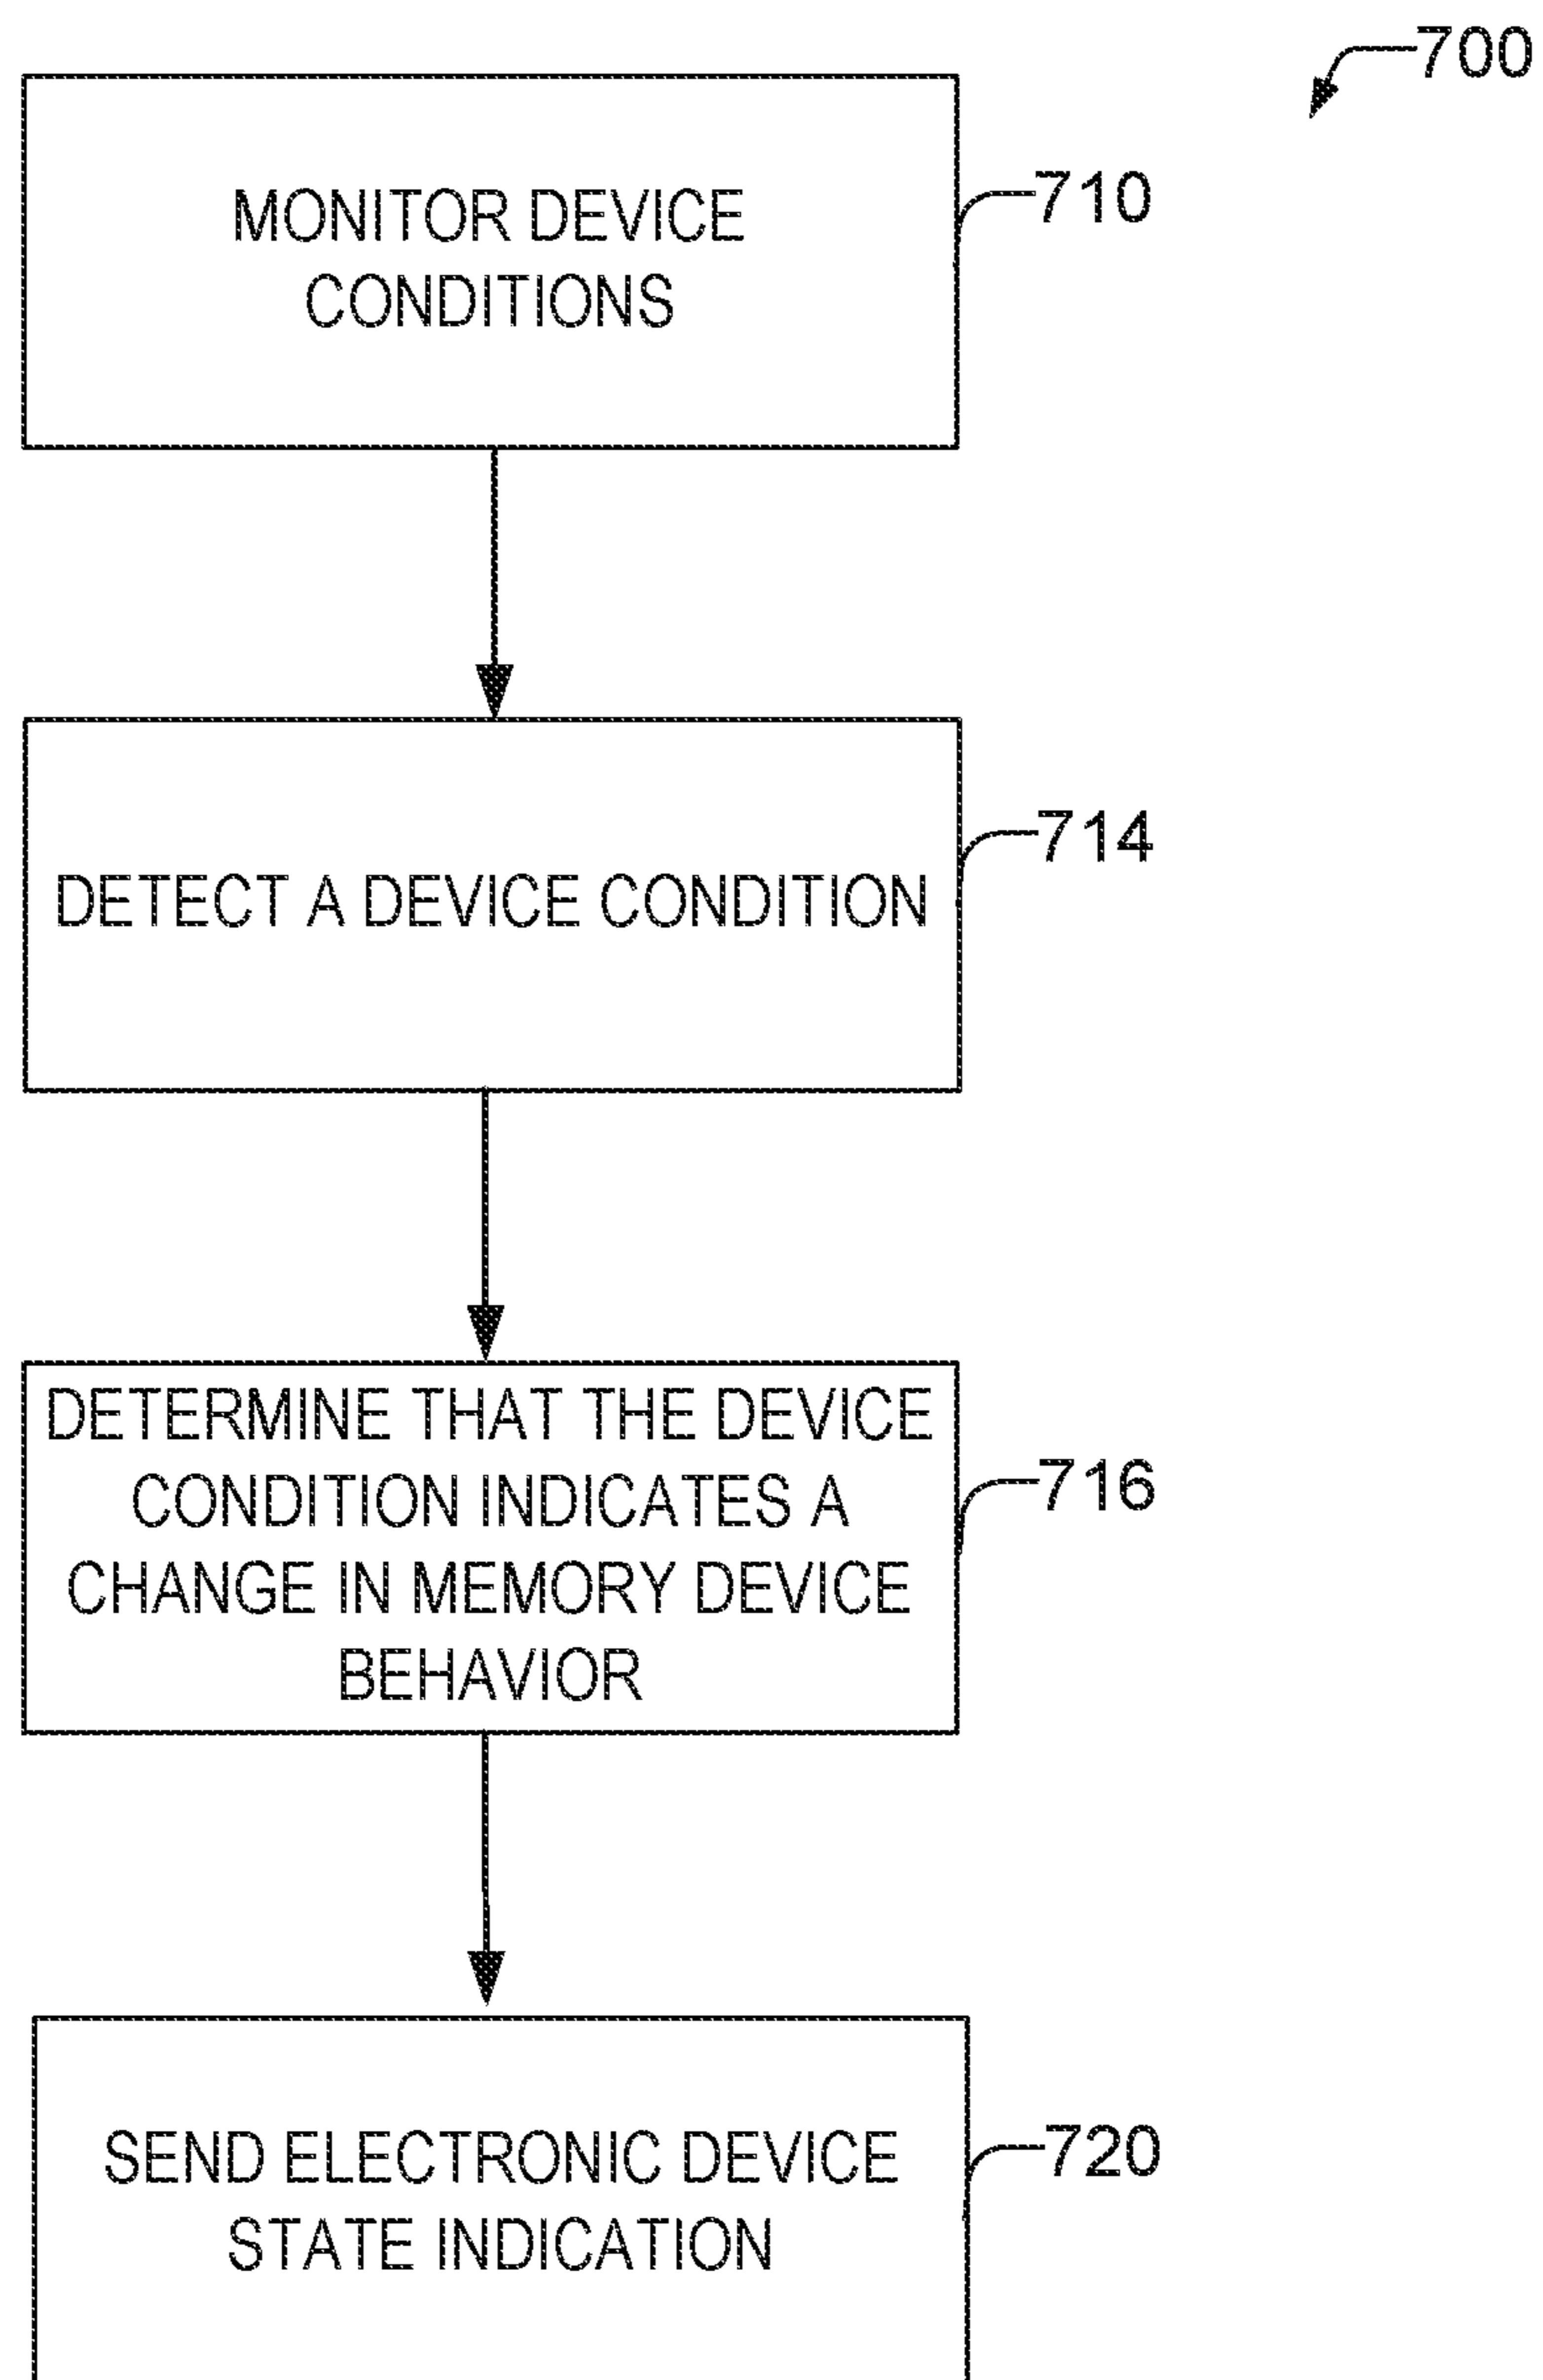 700
MONITOR DEVICE
CONDITIONS
710
DETECT A DEVICE CONDITION
714
DETERMINE THAT THE DEVICE
CONDITION INDICATES A
CHANGE IN MEMORY DEVICE
BEHAVIOR
716
SEND ELECTRONIC DEVICE
STATE INDICATION
720